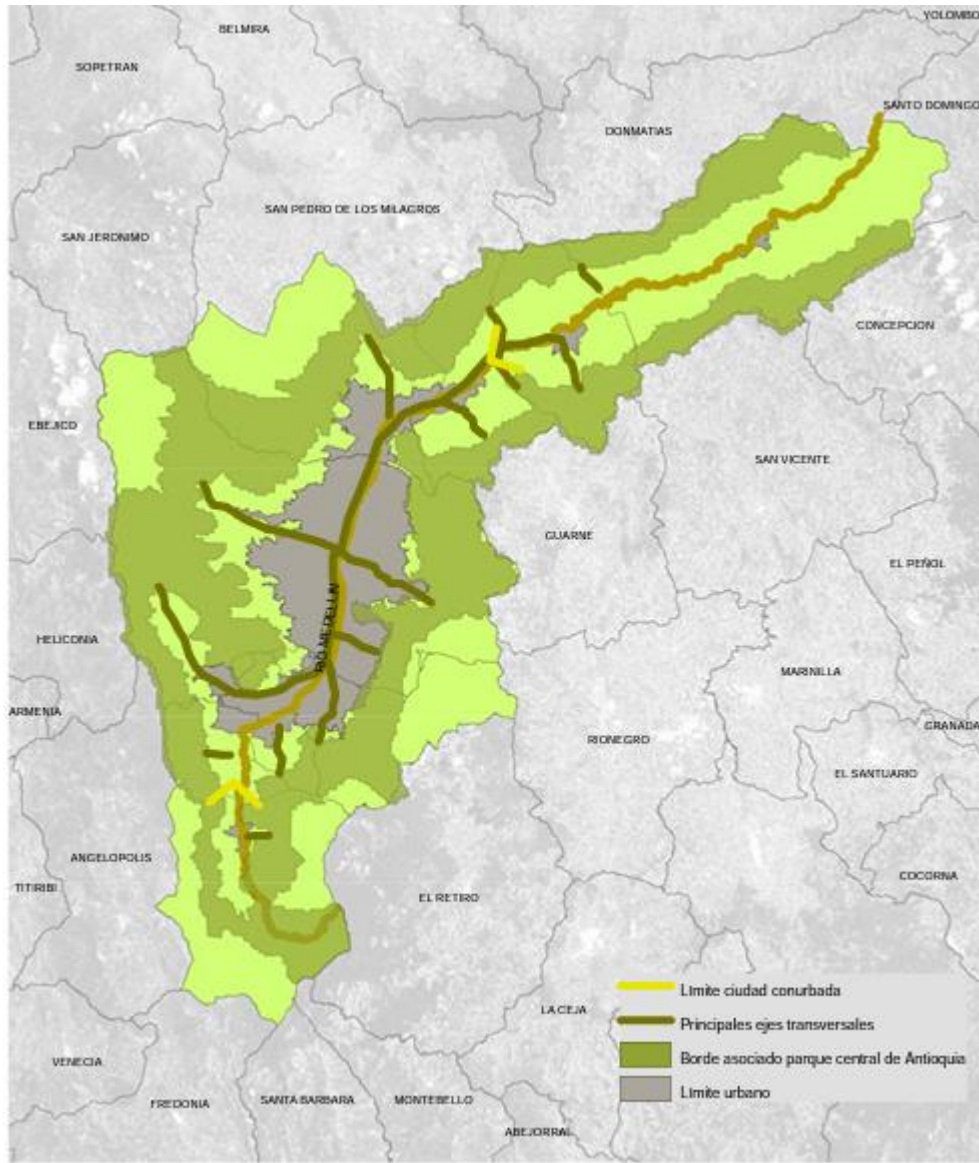 YOLOMBO
BELMIRA
SOPETRAN
SANTO DOMINGO
DONMATIAS
SAN PEDRO DE LOS MILAGROS
SAN JERONIMO
CONCEPCION
EBEJICO
SAN VICENTE
GUARNE
EL PEÑOL
RIO MEDELLIN
HELICONIA
MARINILLA
ARMENIA
GRANADA
RIONEGRO
EL SANTUARIO
ANGELOPOLIS
COCORNA
TITIRIBI
EL RETIRO
LA CEJA
Límite ciudad conurbada
Principales ejes transversales
Borde asociado parque central de Antioquia
Límite urbano
VENECIA
FREDONIA
SANTA BARBARA
MONTEBELLO
ABEJORRAL